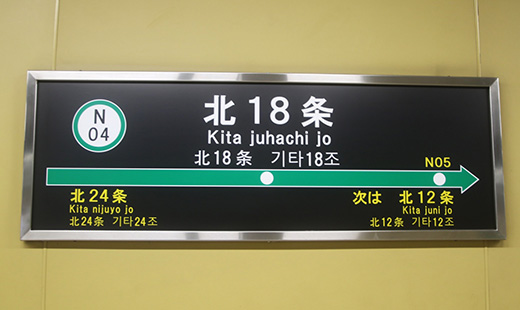 N
04
北18条
Kita juhachi jo
北18条 기타18조
N05
北24条
Kita nijuyo jo
北24条 기타24조
次は 北12条
Kita juni jo
北12条 기타12조